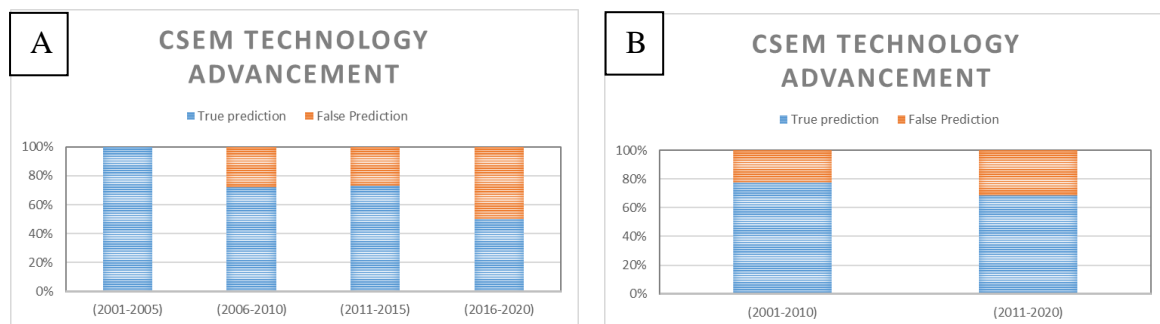 A
CSEM TECHNOLOGY
ADVANCEMENT
True prediction False Prediction
100%
80%
60%
40%
20%
0%
(2001-2005) (2006-2010) (2011-2015) (2016-2020)
B
CSEM TECHNOLOGY
ADVANCEMENT
True prediction False Prediction
100%
80%
60%
40%
20%
0%
(2001-2010) (2011-2020)